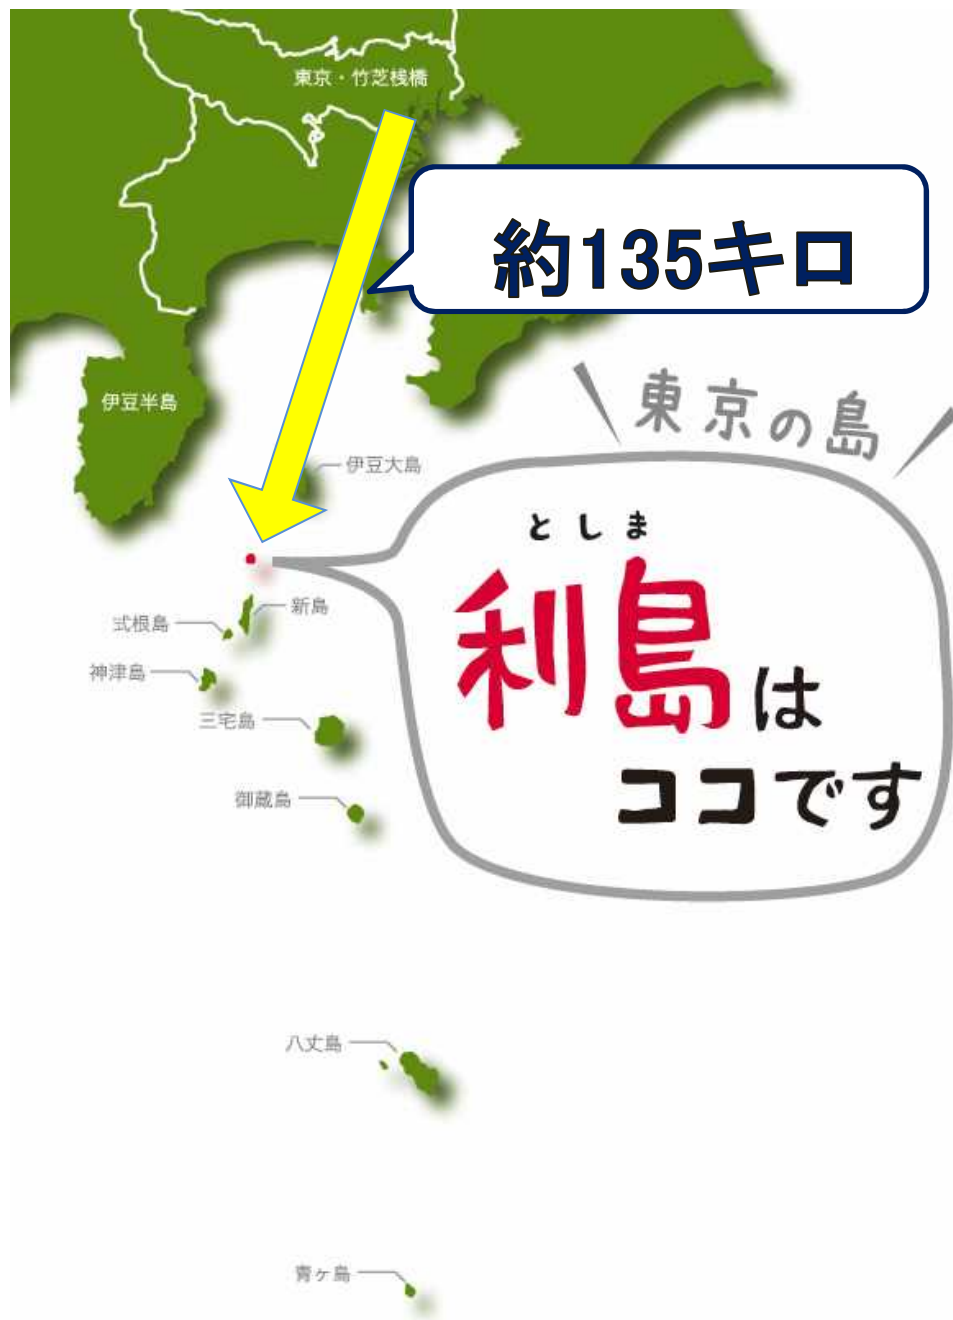 東京・竹芝桟橋
約135キロ
伊豆半島
東京の島
伊豆大島
としま
利島は
ココです
新島
式根島
神津島
三宅島
御蔵島
八丈島
青ヶ島